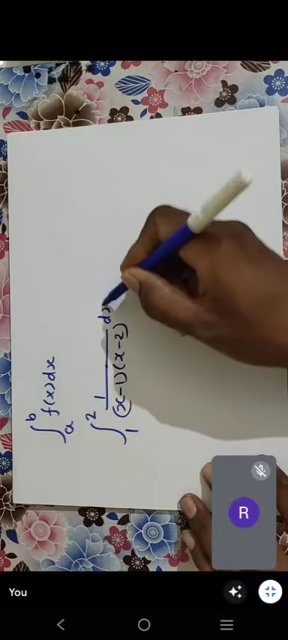 ∫ₐᵇ f(x)dx
∫₁² 1/((x-1)(x-2)) dx
R
You